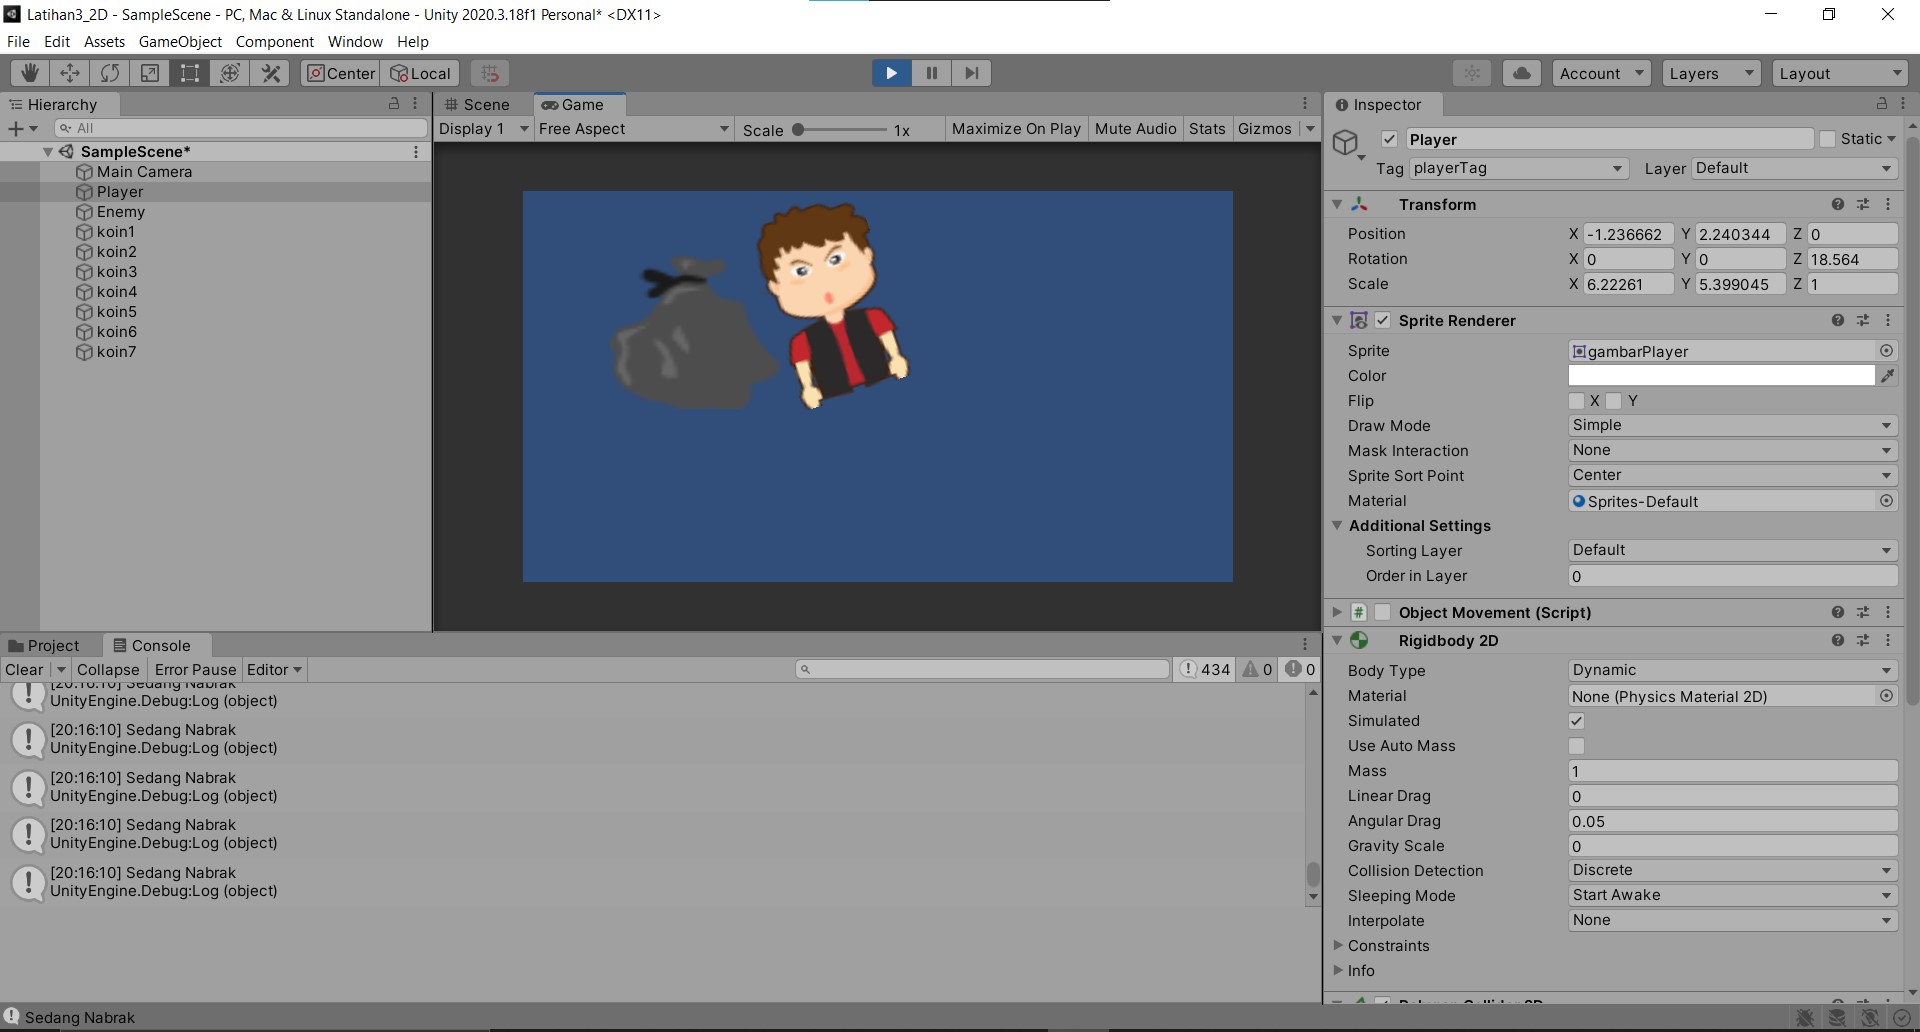 Latihan3_2D - SampleScene - PC, Mac & Linux Standalone - Unity 2020.3.18f1 Personal* <DX11>
File Edit Assets GameObject Component Window Help
Center Local Account Layers Layout
Hierarchy
All
SampleScene*
Main Camera
Player
Enemy
koin1
koin2
koin3
koin4
koin5
koin6
koin7
Scene Game
Display 1 Free Aspect Scale 1x Maximize On Play Mute Audio Stats Gizmos
Project Console
Clear Collapse Error Pause Editor 434 0 0
[20:16:10] Sedang Nabrak
UnityEngine.Debug:Log (object)
[20:16:10] Sedang Nabrak
UnityEngine.Debug:Log (object)
[20:16:10] Sedang Nabrak
UnityEngine.Debug:Log (object)
[20:16:10] Sedang Nabrak
UnityEngine.Debug:Log (object)
[20:16:10] Sedang Nabrak
UnityEngine.Debug:Log (object)
Sedang Nabrak
Inspector
Player Static
Tag playerTag Layer Default
Transform
Position X -1.236662 Y 2.240344 Z 0
Rotation X 0 Y 0 Z 18.564
Scale X 6.22261 Y 5.399045 Z 1
Sprite Renderer
Sprite gambarPlayer
Color
Flip X Y
Draw Mode Simple
Mask Interaction None
Sprite Sort Point Center
Material Sprites-Default
Additional Settings
Sorting Layer Default
Order in Layer 0
# Object Movement (Script)
Rigidbody 2D
Body Type Dynamic
Material None (Physics Material 2D)
Simulated
Use Auto Mass
Mass 1
Linear Drag 0
Angular Drag 0.05
Gravity Scale 0
Collision Detection Discrete
Sleeping Mode Start Awake
Interpolate None
Constraints
Info
Polygon Collider 2D